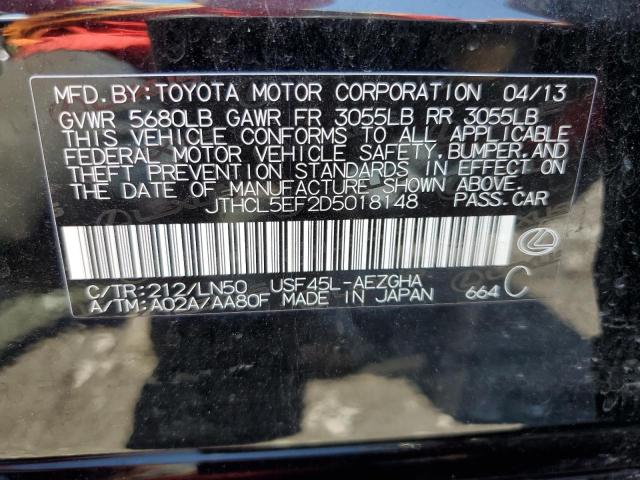 MFD.BY:TOYOTA MOTOR CORPORATION 04/13
GVWR 5680LB GAWR FR 3055LB RR 3055LB
THIS VEHICLE CONFORMS TO ALL APPLICABLE
FEDERAL MOTOR VEHICLE SAFETY,BUMPER,AND
THEFT PREVENTION STANDARDS IN EFFECT ON
THE DATE OF MANUFACTURE SHOWN ABOVE.
JTHCL5EF2D5018148 PASS.CAR
C/TR:212/LN50 USF45L-AEZGHA
A/TM:A02A/AA80F MADE IN JAPAN 664 C